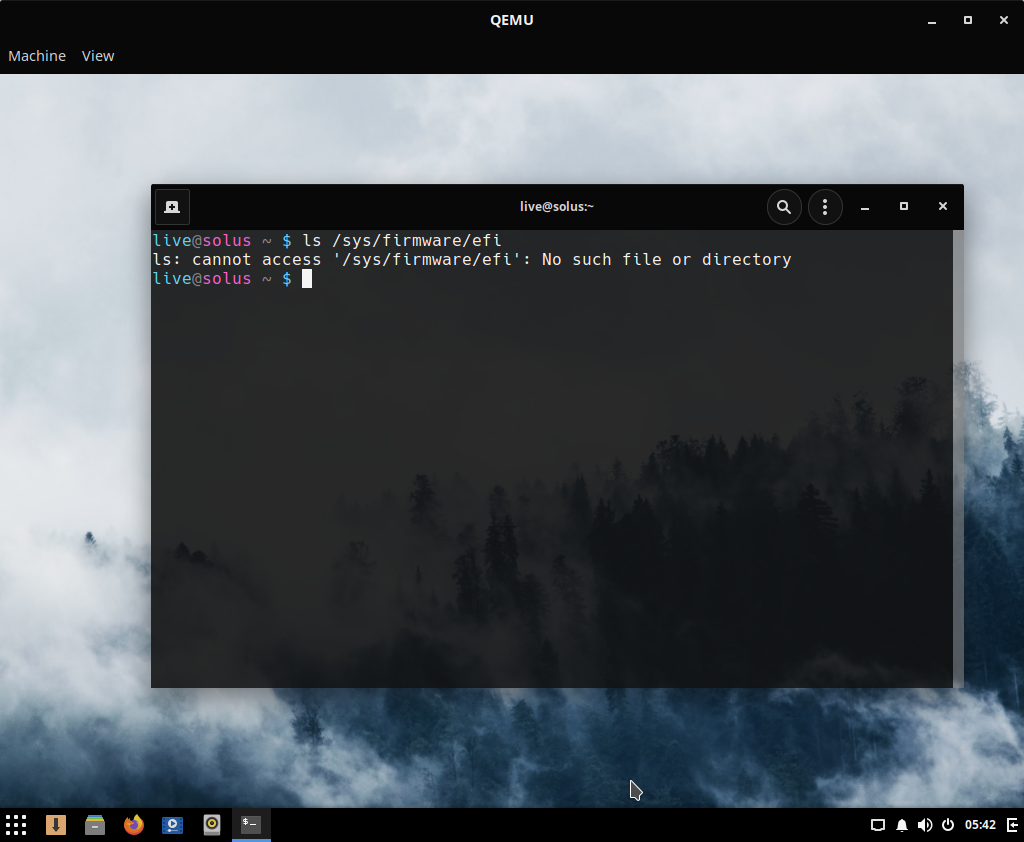 QEMU
Machine View
live@solus:~
live@solus ~ $ ls /sys/firmware/efi
ls: cannot access '/sys/firmware/efi': No such file or directory
live@solus ~ $
05:42